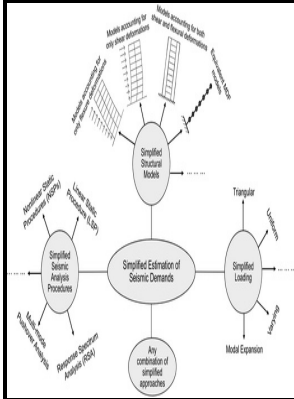 Models accounting for
only flexure deformations
Models accounting for
only shear deformations
Models accounting for both
shear and flexural deformations
Equivalent MDOF
models
Simplified
Structural
Models
Nonlinear Static
Procedures (NSPs)
Linear Static
Procedure (LSP)
Simplified
Seismic
Analysis
Procedures
Multi-mode
Pushover Analysis
Response Spectrum
Analysis (RSA)
Simplified Estimation of
Seismic Demands
Triangular
Uniform
Simplified
Loading
Varying
Modal Expansion
Any
combination of
simplified
approaches